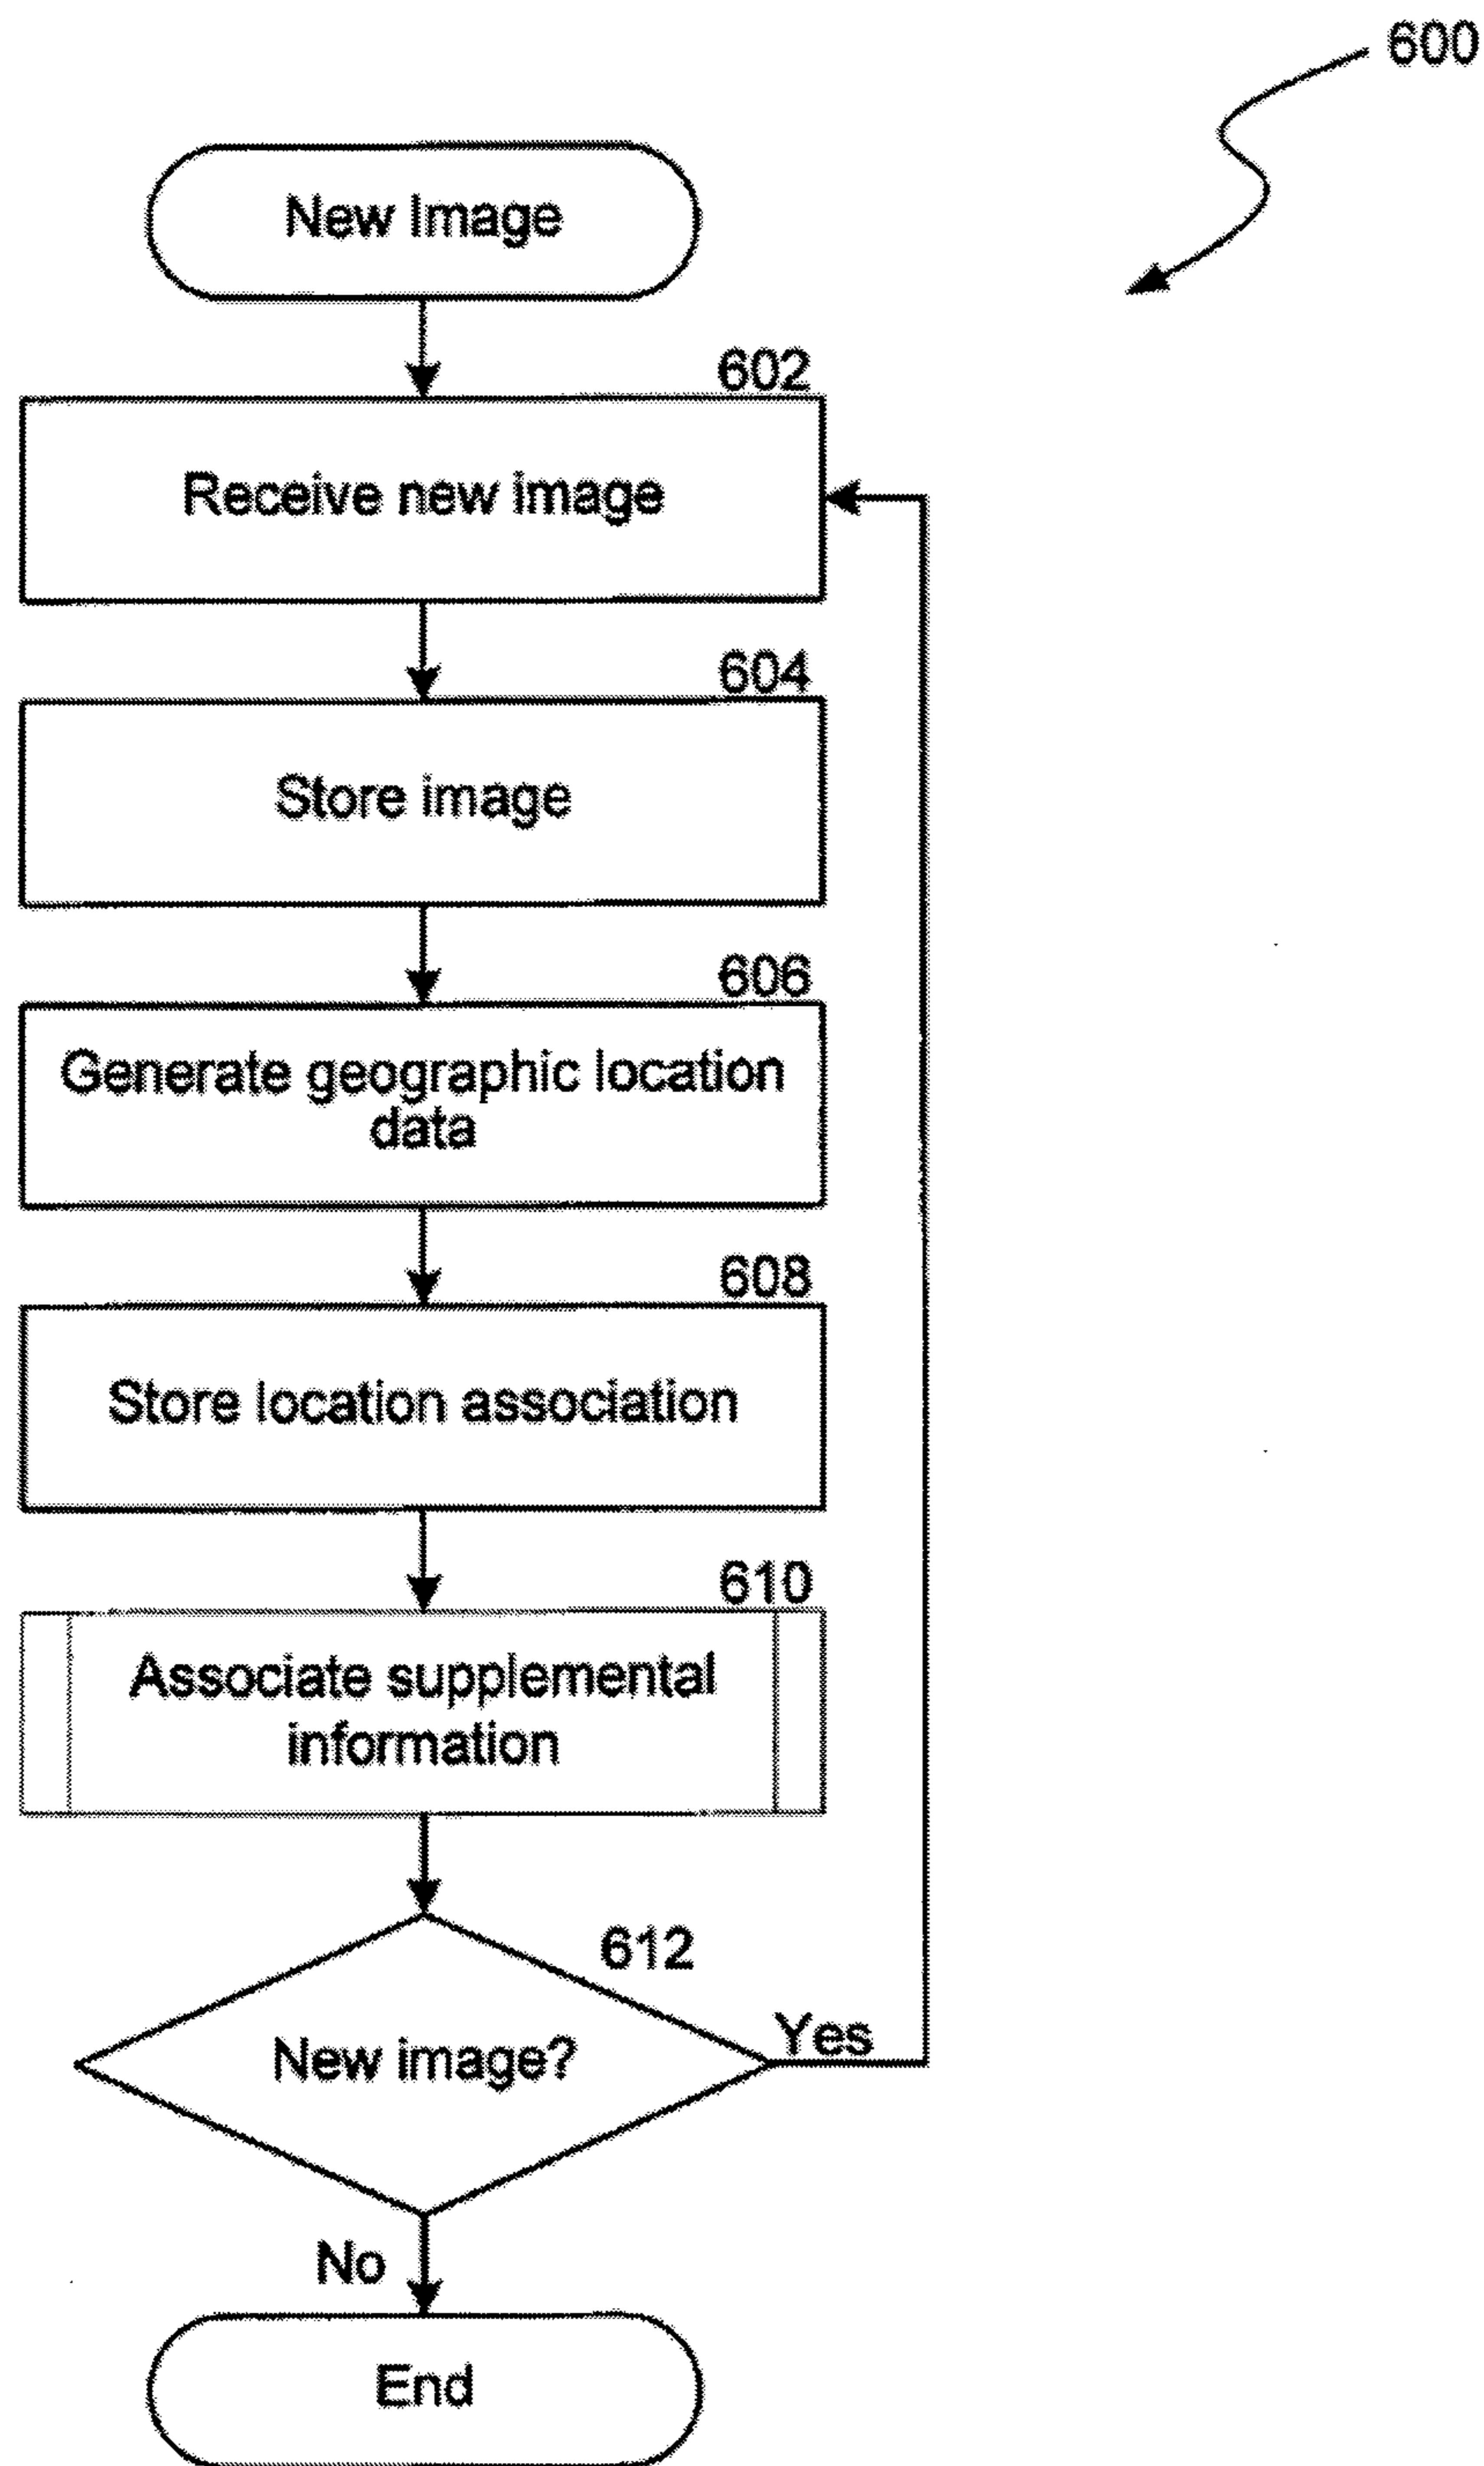 600
New Image
602
Receive new image
604
Store image
606
Generate geographic location
data
608
Store location association
610
Associate supplemental
information
612
New image?
Yes
No
End